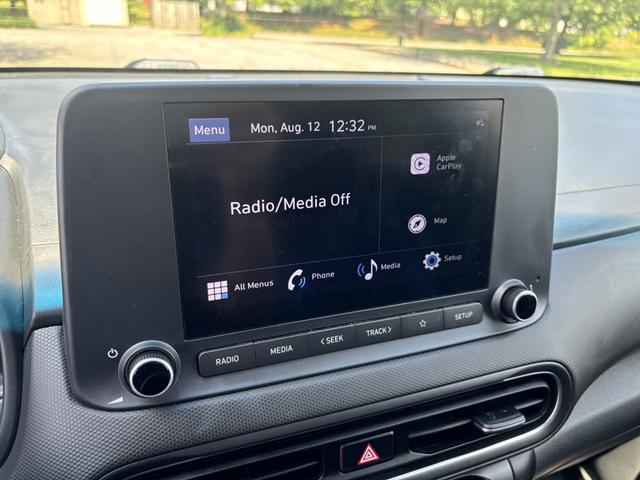 Menu
Mon, Aug. 12 12:32 PM
Apple
CarPlay
Radio/Media Off
Map
All Menus
Phone
Media
Setup
RADIO
MEDIA
< SEEK
TRACK >
SETUP